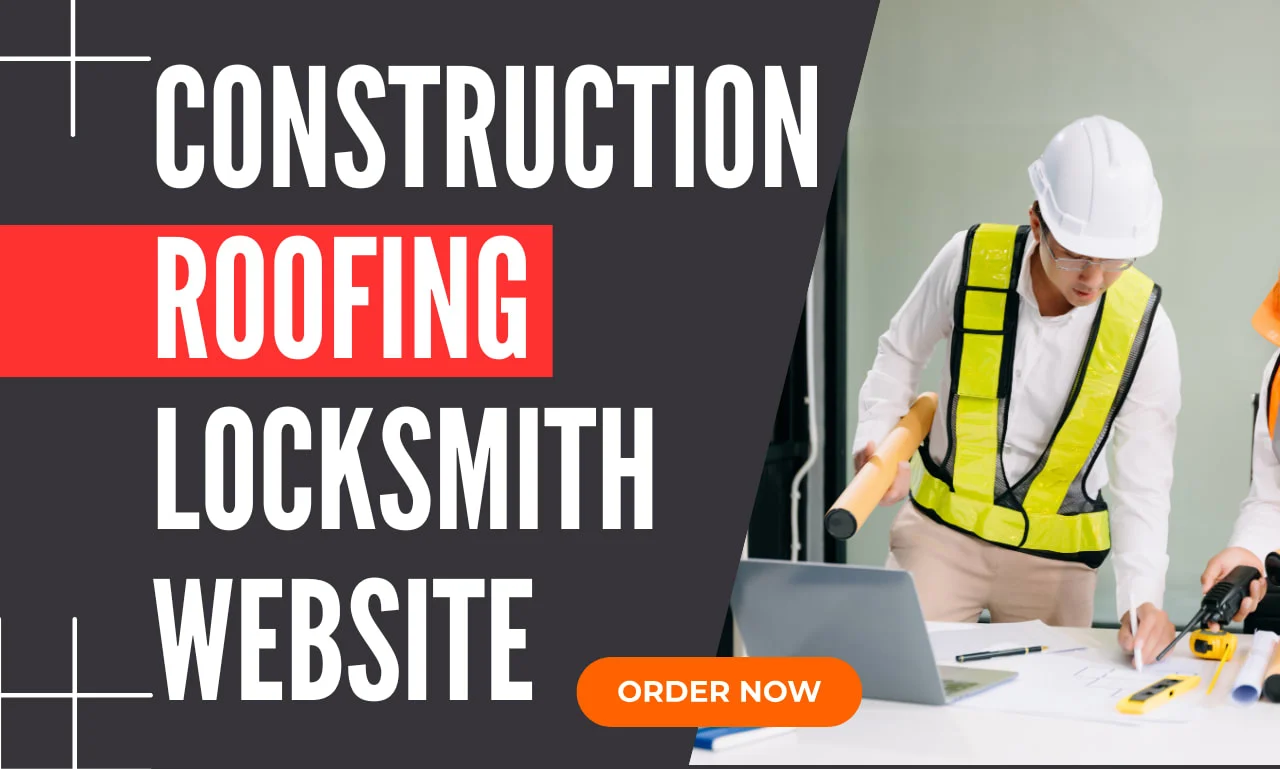 CONSTRUCTION
ROOFING
LOCKSMITH
WEBSITE
ORDER NOW